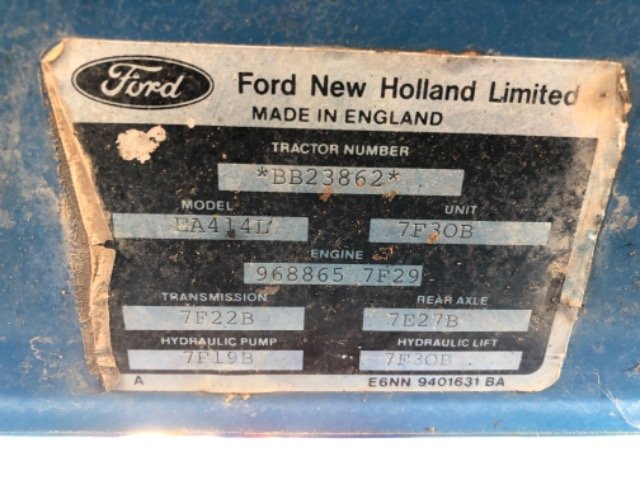 Ford Ford New Holland Limited
MADE IN ENGLAND
TRACTOR NUMBER
*BB23862*
MODEL UNIT
EA414L 7F30B
ENGINE
968865 7F29
TRANSMISSION REAR AXLE
7F22B 7E27B
HYDRAULIC PUMP HYDRAULIC LIFT
7F19B 7F30B
A E6NN 9401631 BA